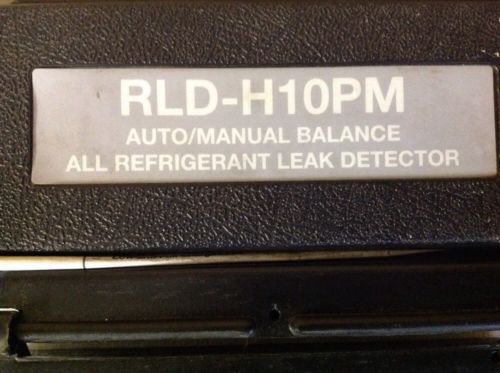 RLD-H10PM
AUTO/MANUAL BALANCE
ALL REFRIGERANT LEAK DETECTOR